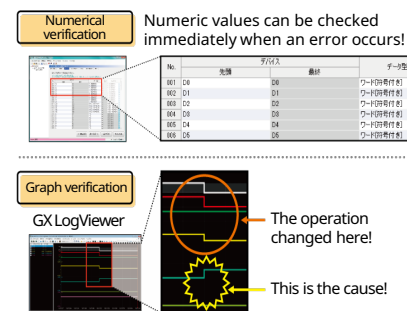 Numerical
verification
Numeric values can be checked
immediately when an error occurs!
No.
デバイス
データ型
先頭
最終
001 D0 D0 ワード[符号付き]
002 D1 D1 ワード[符号付き]
003 D2 D2 ワード[符号付き]
004 D3 D3 ワード[符号付き]
005 D4 D4 ワード[符号付き]
006 D5 D5 ワード[符号付き]
Graph verification
GX LogViewer
The operation
changed here!
This is the cause!